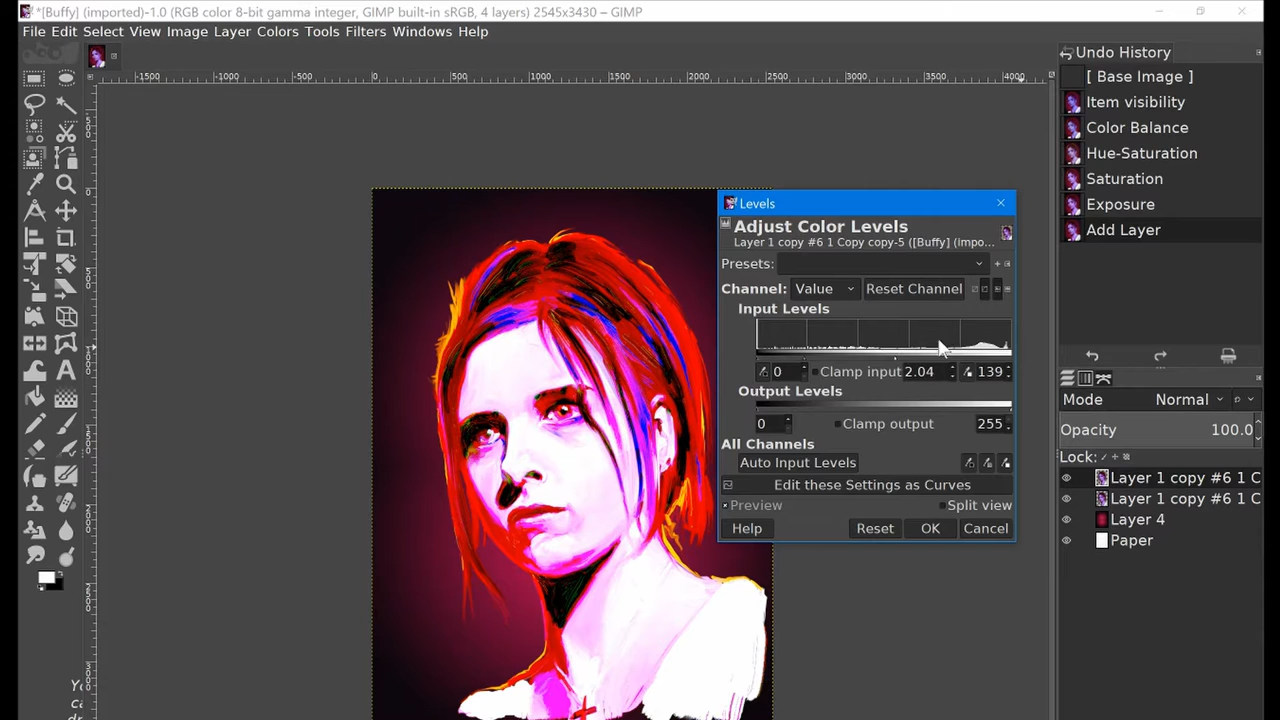 *[Buffy] (imported)-1.0 (RGB color 8-bit gamma integer, GIMP built-in sRGB, 4 layers) 2545x3430 – GIMP
File Edit Select View Image Layer Colors Tools Filters Windows Help
-1500 -1000 -500 0 500 1000 1500 2000 2500 3000 3500 4000
Undo History
[ Base Image ]
Item visibility
Color Balance
Hue-Saturation
Saturation
Exposure
Add Layer
Levels
Adjust Color Levels
Layer 1 copy #6 1 Copy copy-5 ([Buffy] (Impo...
Presets:
Channel: Value Reset Channel
Input Levels
0 Clamp input 2.04 139
Output Levels
0 Clamp output 255
All Channels
Auto Input Levels
Edit these Settings as Curves
Preview Split view
Help Reset OK Cancel
Mode Normal
Opacity 100.0
Lock:
Layer 1 copy #6 1 C
Layer 1 copy #6 1 C
Layer 4
Paper